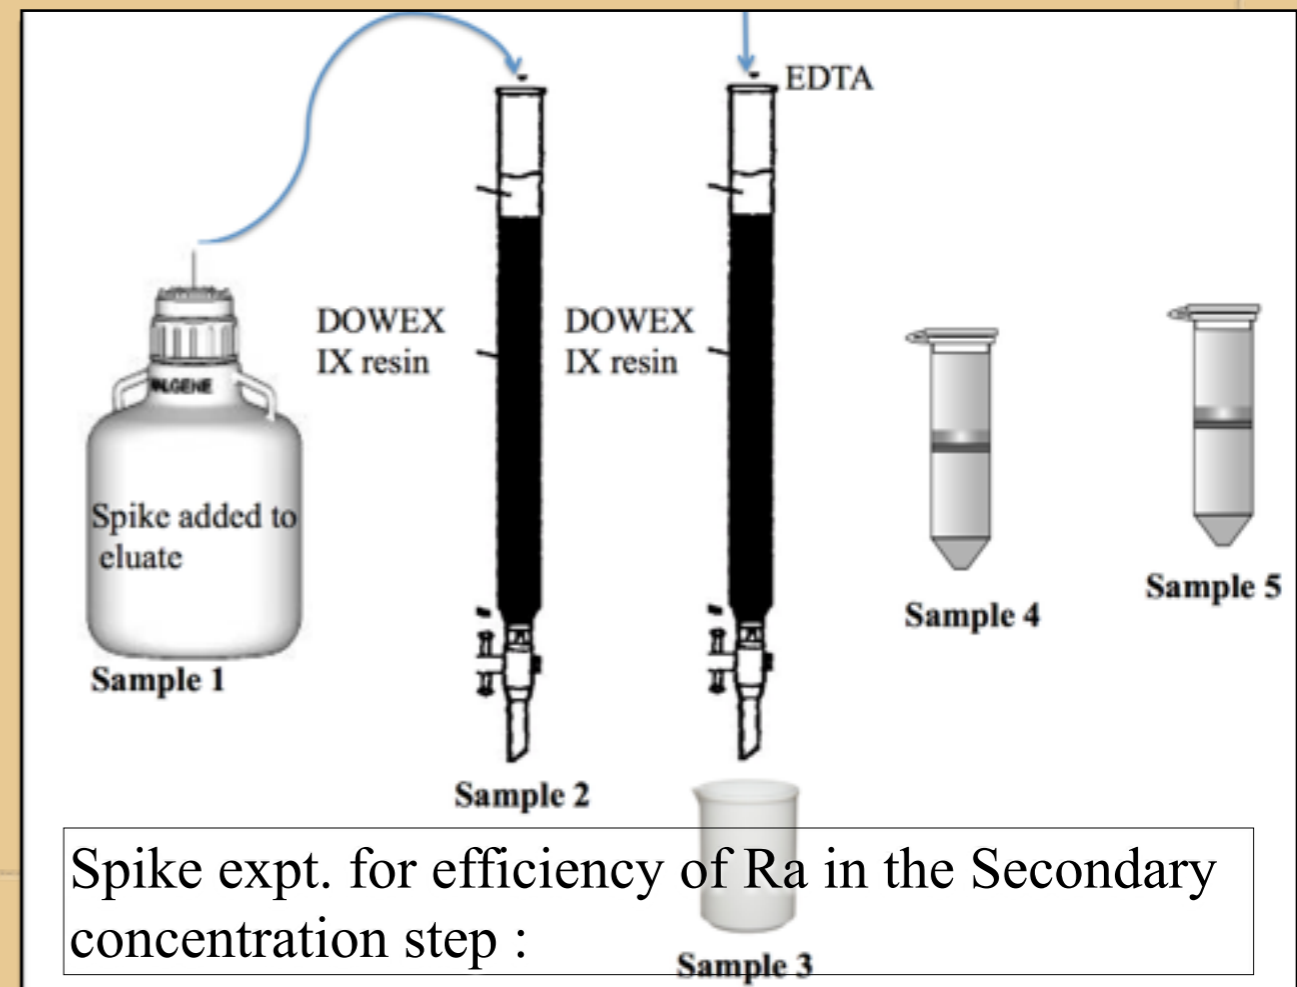 EDTA
DOWEX
IX resin
DOWEX
IX resin
Spike added to
eluate
Sample 1
Sample 2
Sample 3
Sample 4
Sample 5
Spike expt. for efficiency of Ra in the Secondary
concentration step :